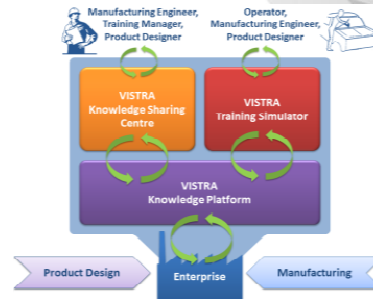 Manufacturing Engineer,
Training Manager,
Product Designer
Operator,
Manufacturing Engineer,
Product Designer
VISTRA
Knowledge Sharing
Centre
VISTRA
Training Simulator
VISTRA
Knowledge Platform
Product Design
Enterprise
Manufacturing